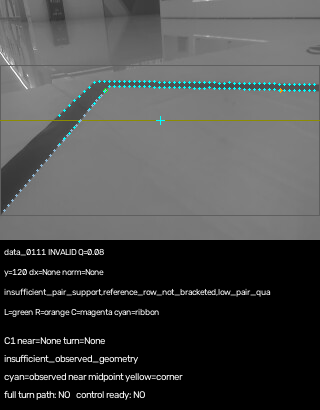 data_0111 INVALID Q=0.08
y=120 dx=None norm=None
insufficient_pair_support,reference_row_not_bracketed,low_pair_qua
L=green R=orange C=magenta cyan=ribbon
C1 near=None turn=None
insufficient_observed_geometry
cyan=observed near midpoint yellow=corner
full turn path: NO control ready: NO